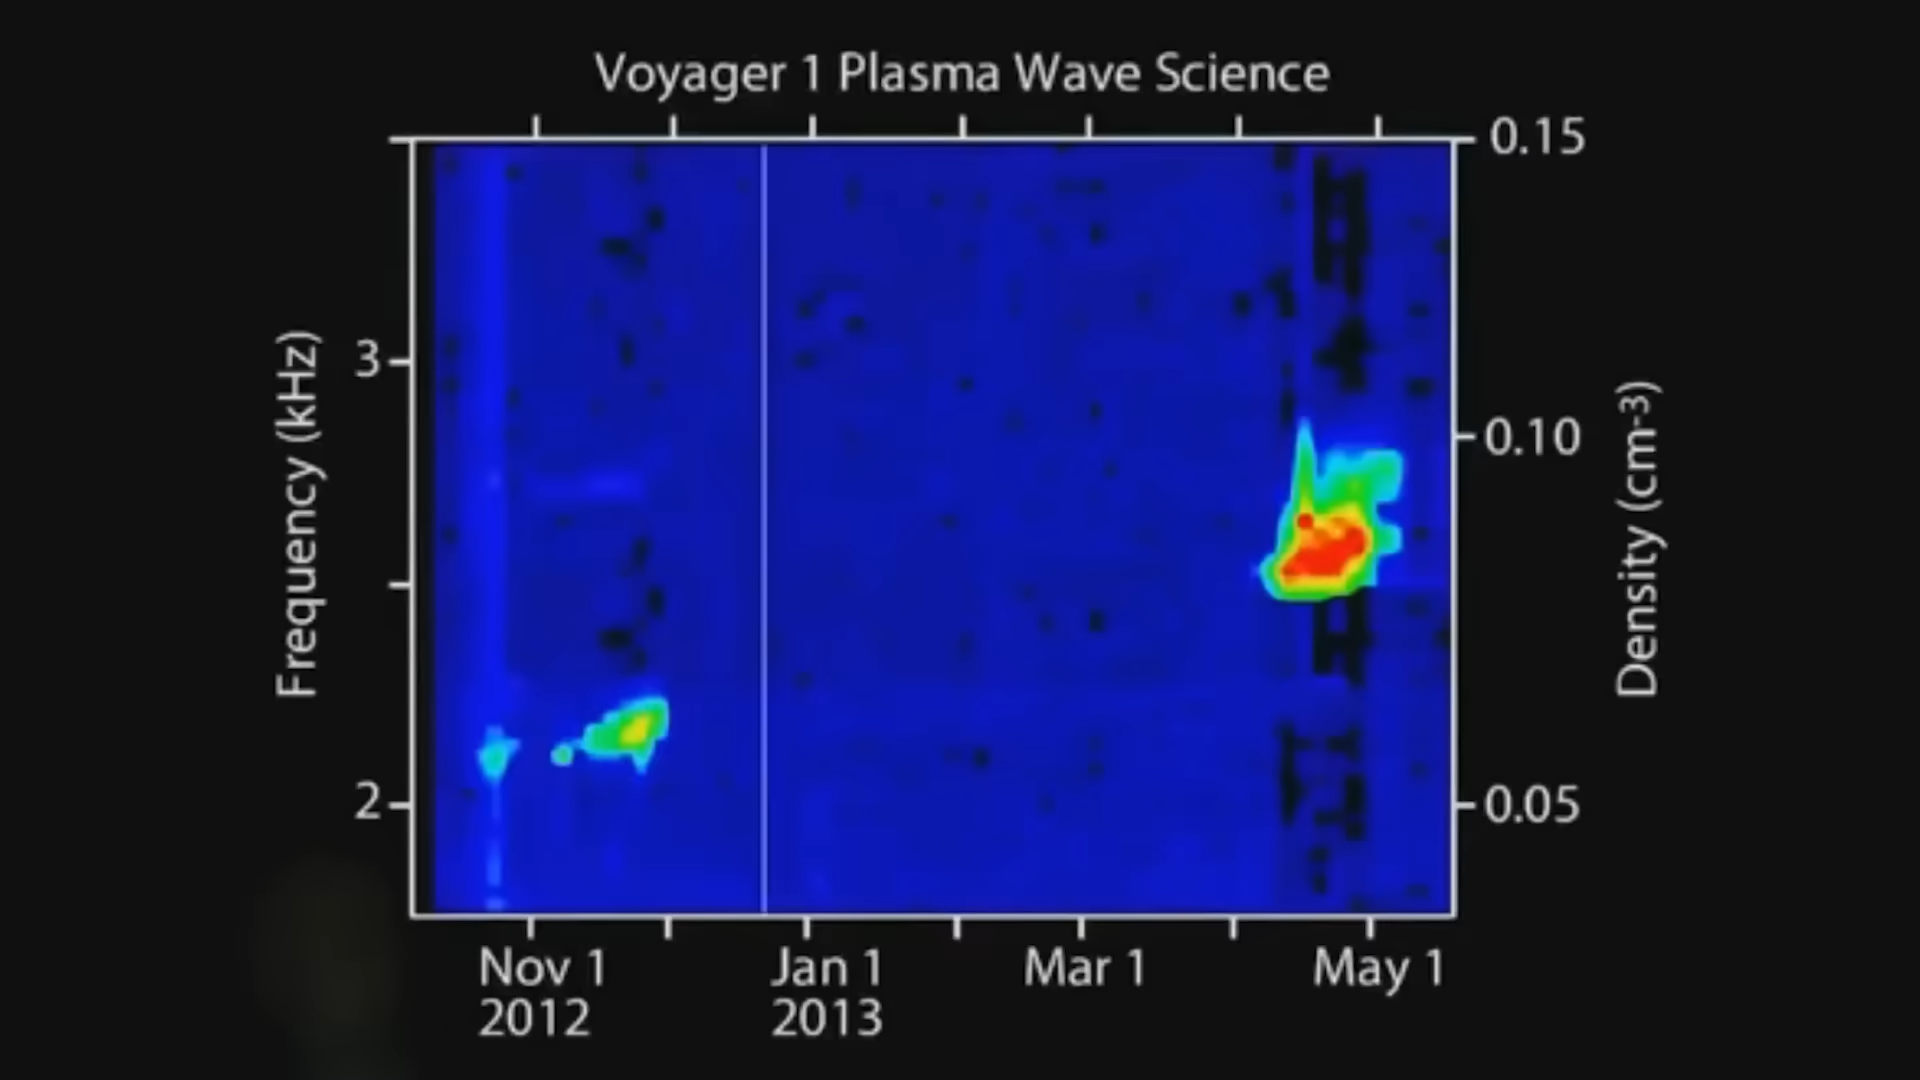 Voyager 1 Plasma Wave Science
0.15
3
0.10
Frequency (kHz)
Density (cm-3)
2
0.05
Nov 1
2012
Jan 1
2013
Mar 1
May 1